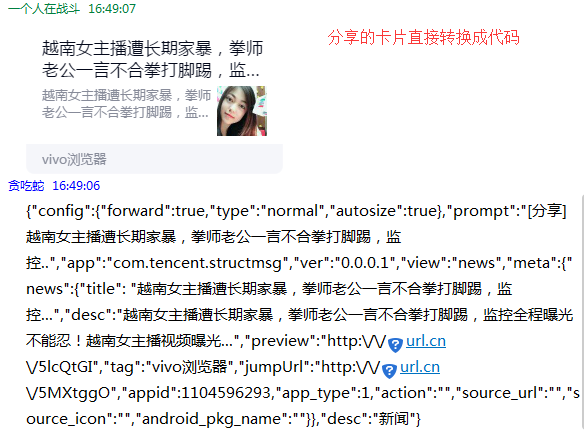 一个人在战斗 16:49:07
分享的卡片直接转换成代码
越南女主播遭长期家暴，拳师
老公一言不合拳打脚踢，监...
越南女主播遭长期家暴，拳师
老公一言不合拳打脚踢，监...
vivo浏览器
贪吃蛇 16:49:06
{"config":{"forward":true,"type":"normal","autosize":true},"prompt":"[分享]
越南女主播遭长期家暴，拳师老公一言不合拳打脚踢，监
控..","app":"com.tencent.structmsg","ver":"0.0.0.1","view":"news","meta":{"
news":{"title": "越南女主播遭长期家暴，拳师老公一言不合拳打脚踢，监
控...","desc":"越南女主播遭长期家暴，拳师老公一言不合拳打脚踢，监控全程曝光
不能忍！越南女主播视频曝光...","preview":"http:\/\/url.cn
\/5lcQtGI","tag":"vivo浏览器","jumpUrl":"http:\/\/url.cn
\/5MXtggO","appid":1104596293,"app_type":1,"action":"","source_url":"","s
ource_icon":"","android_pkg_name":""}},"desc":"新闻"}